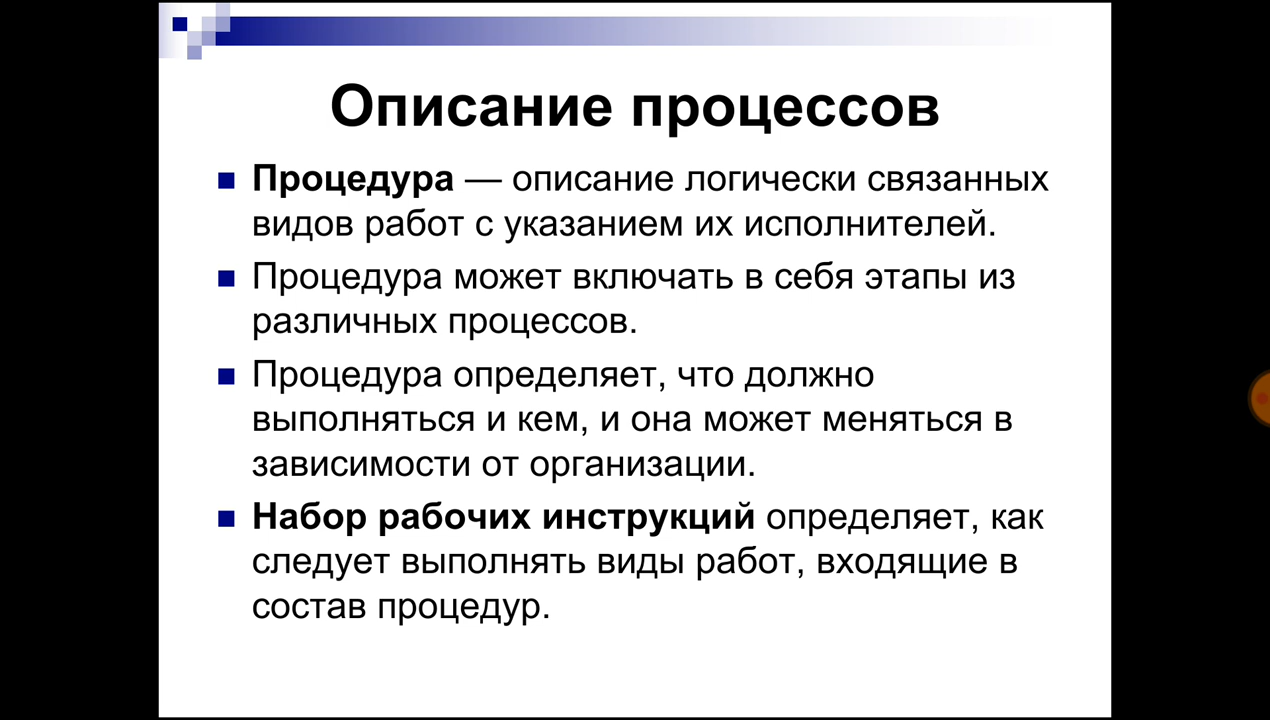 Описание процессов
Процедура — описание логически связанных
видов работ с указанием их исполнителей.
Процедура может включать в себя этапы из
различных процессов.
Процедура определяет, что должно
выполняться и кем, и она может меняться в
зависимости от организации.
Набор рабочих инструкций определяет, как
следует выполнять виды работ, входящие в
состав процедур.